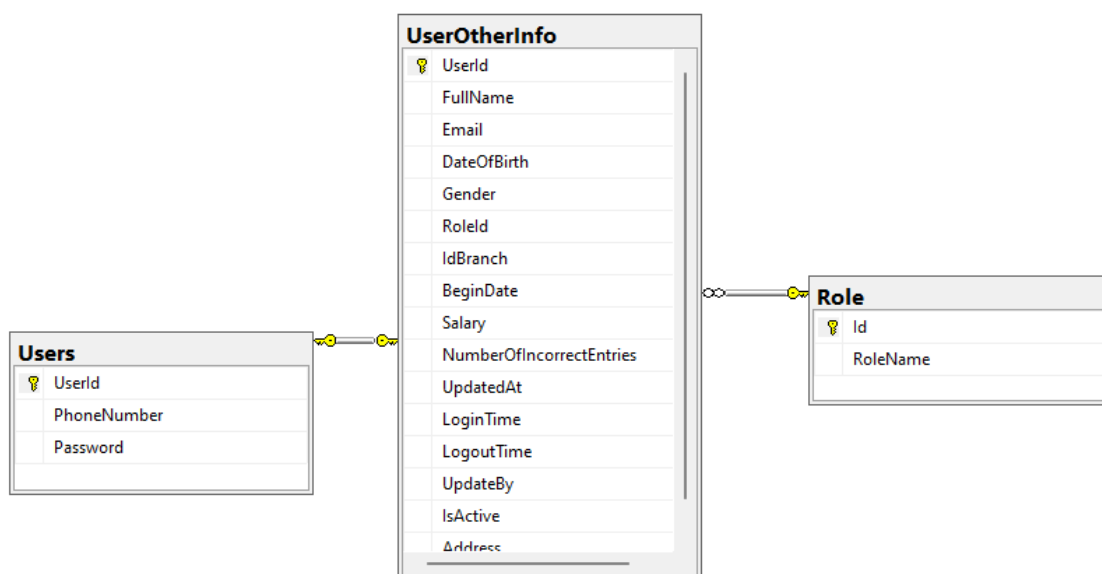 UserOtherInfo
UserId
FullName
Email
DateOfBirth
Gender
RoleId
IdBranch
BeginDate
Salary
NumberOfIncorrectEntries
UpdatedAt
LoginTime
LogoutTime
UpdateBy
IsActive
Address
Users
UserId
PhoneNumber
Password
Role
Id
RoleName